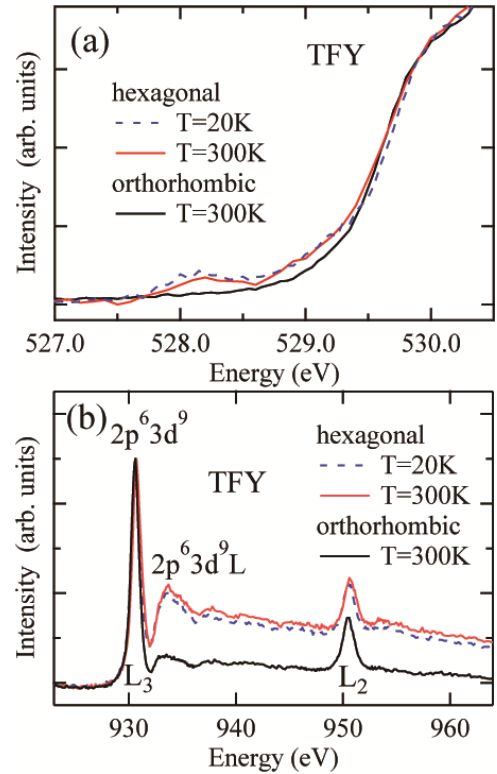 (a)
TFY
hexagonal
T=20K
T=300K
orthorhombic
T=300K
Intensity (arb. units)
527.0 528.0 529.0 530.0
Energy (eV)
(b)
2p⁶3d⁹
TFY
2p⁶3d⁹L
hexagonal
T=20K
T=300K
orthorhombic
T=300K
Intensity (arb. units)
L₃
L₂
930 940 950 960
Energy (eV)